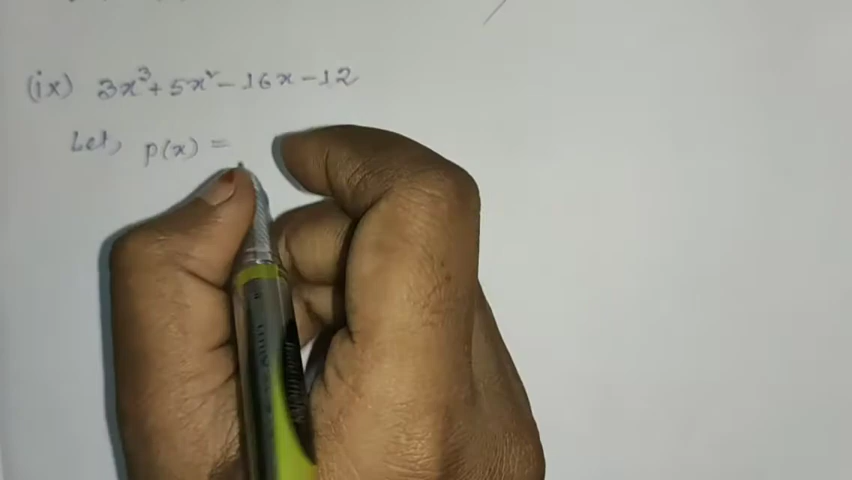 (ix) 3x³+5x²-16x-12
Let, p(x) =